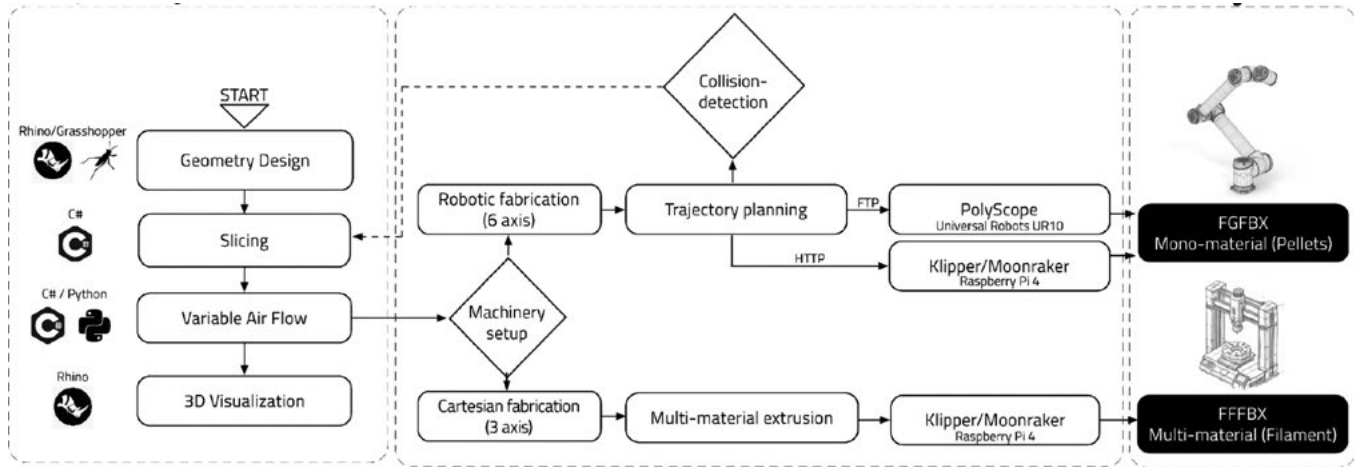 START
Rhino/Grasshopper
Geometry Design
C#
Slicing
C# / Python
Variable Air Flow
Rhino
3D Visualization
Collision-
detection
Robotic fabrication
(6 axis)
Trajectory planning
FTP
PolyScope
Universal Robots UR10
HTTP
Klipper/Moonraker
Raspberry Pi 4
Machinery
setup
Cartesian fabrication
(3 axis)
Multi-material extrusion
Klipper/Moonraker
Raspberry Pi 4
FGFBX
Mono-material (Pellets)
FFFBX
Multi-material (Filament)